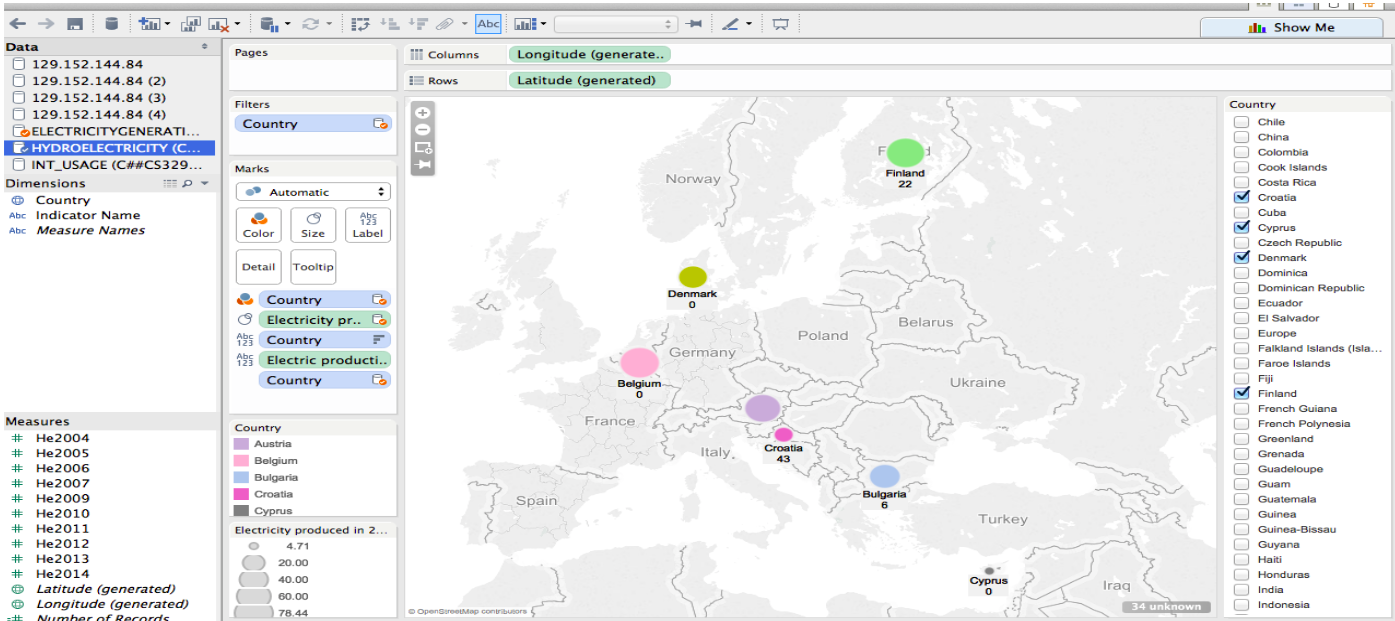 Abc
Show Me
Data
129.152.144.84
129.152.144.84 (2)
129.152.144.84 (3)
129.152.144.84 (4)
ELECTRICITYGENERATI...
HYDROELECTRICITY (C...
INT_USAGE (C##CS329...
Dimensions
Country
Abc Indicator Name
Abc Measure Names
Measures
He2004
He2005
He2006
He2007
He2009
He2010
He2011
He2012
He2013
He2014
Latitude (generated)
Longitude (generated)
Number of Records
Pages
Filters
Country
Marks
Automatic
Color
Size
Abc
123
Label
Detail
Tooltip
Country
Electricity pr..
Abc
123
Country
Abc
123
Electric producti..
Country
Country
Austria
Belgium
Bulgaria
Croatia
Cyprus
Electricity produced in 2...
4.71
20.00
40.00
60.00
78.44
Columns
Longitude (generate..
Rows
Latitude (generated)
Norway
Finland
22
Denmark
0
Poland
Belarus
Germany
Belgium
0
Ukraine
France
Croatia
43
Italy
Bulgaria
6
Spain
Turkey
Cyprus
0
Iraq
© OpenStreetMap contributors
34 unknown
Country
Chile
China
Colombia
Cook Islands
Costa Rica
Croatia
Cuba
Cyprus
Czech Republic
Denmark
Dominica
Dominican Republic
Ecuador
El Salvador
Europe
Falkland Islands (Isla...
Faroe Islands
Fiji
Finland
French Guiana
French Polynesia
Greenland
Grenada
Guadeloupe
Guam
Guatemala
Guinea
Guinea-Bissau
Guyana
Haiti
Honduras
India
Indonesia